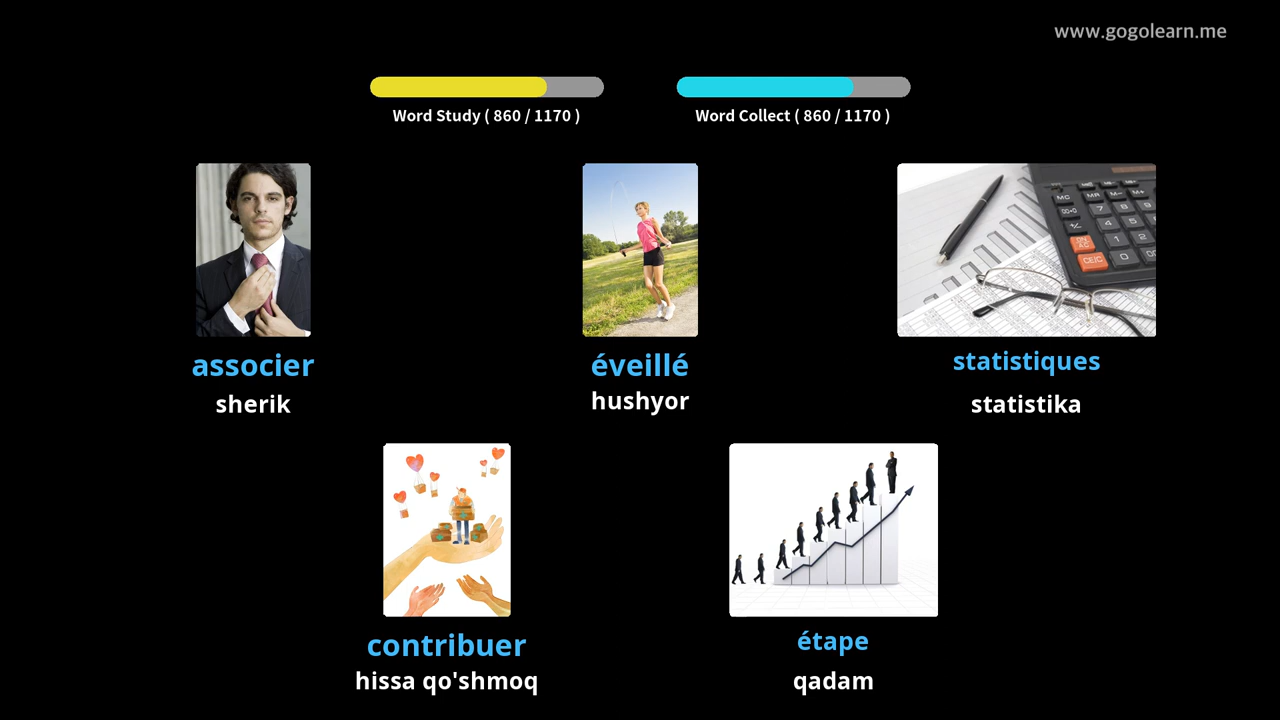 www.gogolearn.me
Word Study ( 860 / 1170 )
Word Collect ( 860 / 1170 )
associer
sherik
éveillé
hushyor
statistiques
statistika
contribuer
hissa qo'shmoq
étape
qadam